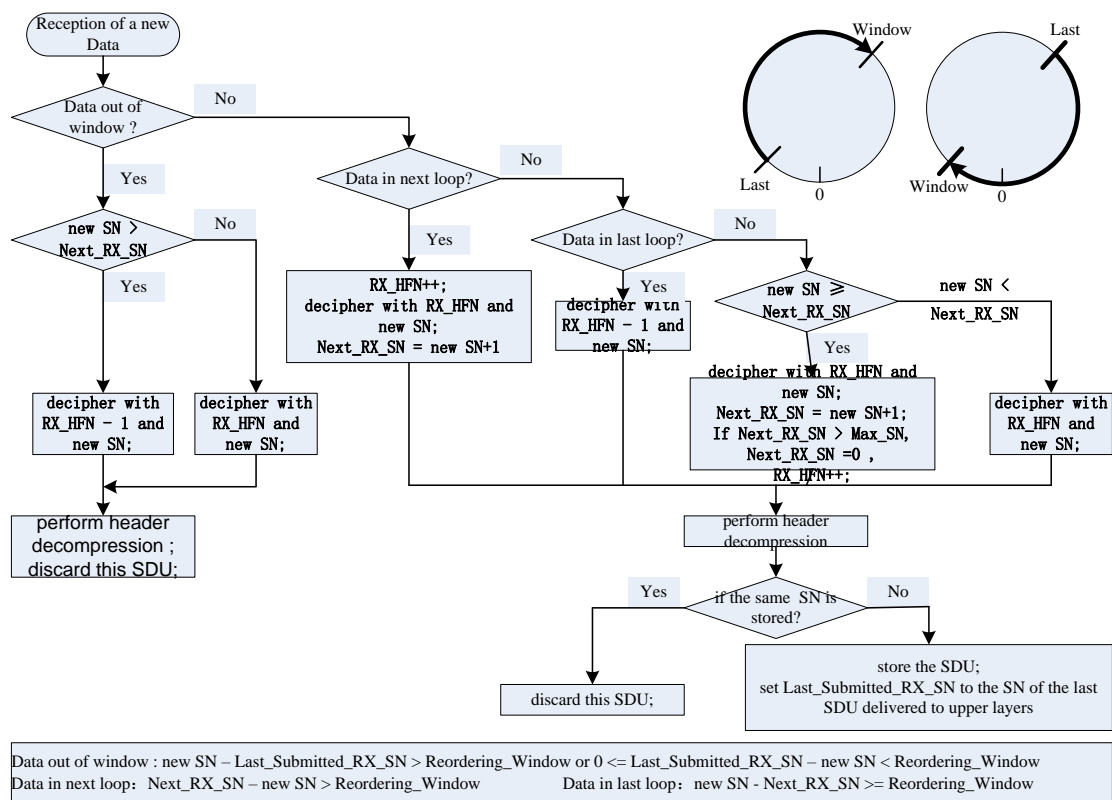 Reception of a new
Data
Data out of
window ?
No
Yes
new SN >
Next_RX_SN
No
Yes
decipher with
RX_HFN - 1 and
new SN;
decipher with
RX_HFN and
new SN;
perform header
decompression ;
discard this SDU;
Data in next loop?
No
Yes
RX_HFN++;
decipher with RX_HFN and
new SN;
Next_RX_SN = new SN+1
Data in last loop?
No
Yes
decipher with
RX_HFN - 1 and
new SN;
new SN ≥
Next_RX_SN
new SN <
Next_RX_SN
Yes
decipher with RX_HFN and
new SN;
Next_RX_SN = new SN+1;
If Next_RX_SN > Max_SN,
Next_RX_SN =0 ,
RX_HFN++;
decipher with
RX_HFN and
new SN;
perform header
decompression
if the same SN is
stored?
Yes
No
discard this SDU;
store the SDU;
set Last_Submitted_RX_SN to the SN of the last
SDU delivered to upper layers
Window
Last
0
Last
Window
0
Data out of window : new SN – Last_Submitted_RX_SN > Reordering_Window or 0 <= Last_Submitted_RX_SN – new SN < Reordering_Window
Data in next loop: Next_RX_SN – new SN > Reordering_Window Data in last loop: new SN - Next_RX_SN >= Reordering_Window